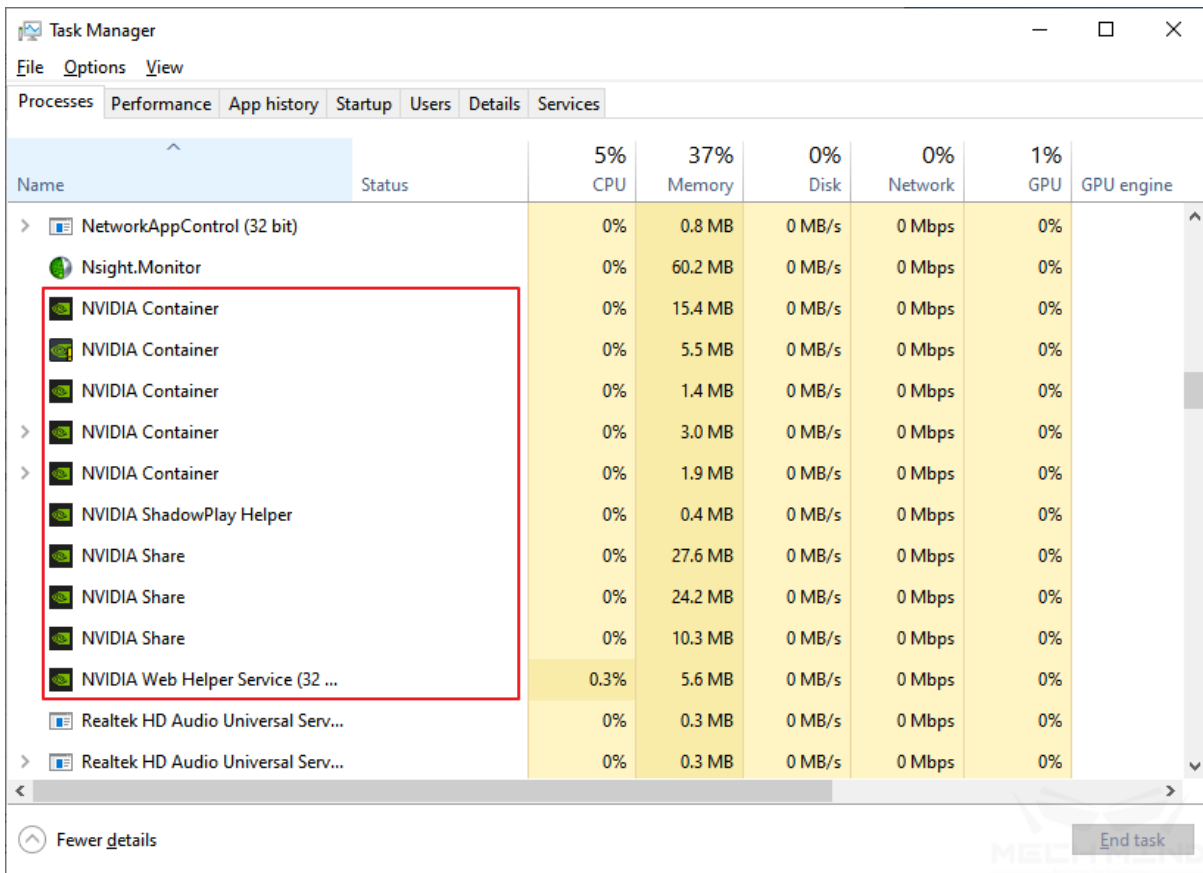 Task Manager
File Options View
Processes Performance App history Startup Users Details Services
5% 37% 0% 0% 1%
Name Status CPU Memory Disk Network GPU GPU engine
NetworkAppControl (32 bit) 0% 0.8 MB 0 MB/s 0 Mbps 0%
Nsight.Monitor 0% 60.2 MB 0 MB/s 0 Mbps 0%
NVIDIA Container 0% 15.4 MB 0 MB/s 0 Mbps 0%
NVIDIA Container 0% 5.5 MB 0 MB/s 0 Mbps 0%
NVIDIA Container 0% 1.4 MB 0 MB/s 0 Mbps 0%
NVIDIA Container 0% 3.0 MB 0 MB/s 0 Mbps 0%
NVIDIA Container 0% 1.9 MB 0 MB/s 0 Mbps 0%
NVIDIA ShadowPlay Helper 0% 0.4 MB 0 MB/s 0 Mbps 0%
NVIDIA Share 0% 27.6 MB 0 MB/s 0 Mbps 0%
NVIDIA Share 0% 24.2 MB 0 MB/s 0 Mbps 0%
NVIDIA Share 0% 10.3 MB 0 MB/s 0 Mbps 0%
NVIDIA Web Helper Service (32 ... 0.3% 5.6 MB 0 MB/s 0 Mbps 0%
Realtek HD Audio Universal Serv... 0% 0.3 MB 0 MB/s 0 Mbps 0%
Realtek HD Audio Universal Serv... 0% 0.3 MB 0 MB/s 0 Mbps 0%
Fewer details End task
MECH MIND